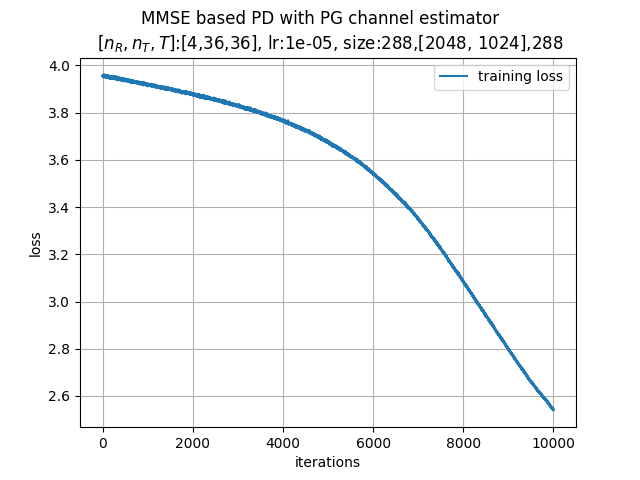 MMSE based PD with PG channel estimator
[n_R, n_T, T]:[4,36,36], lr:1e-05, size:288,[2048, 1024],288
training loss
4.0
3.8
3.6
3.4
3.2
3.0
2.8
2.6
loss
0 2000 4000 6000 8000 10000
iterations